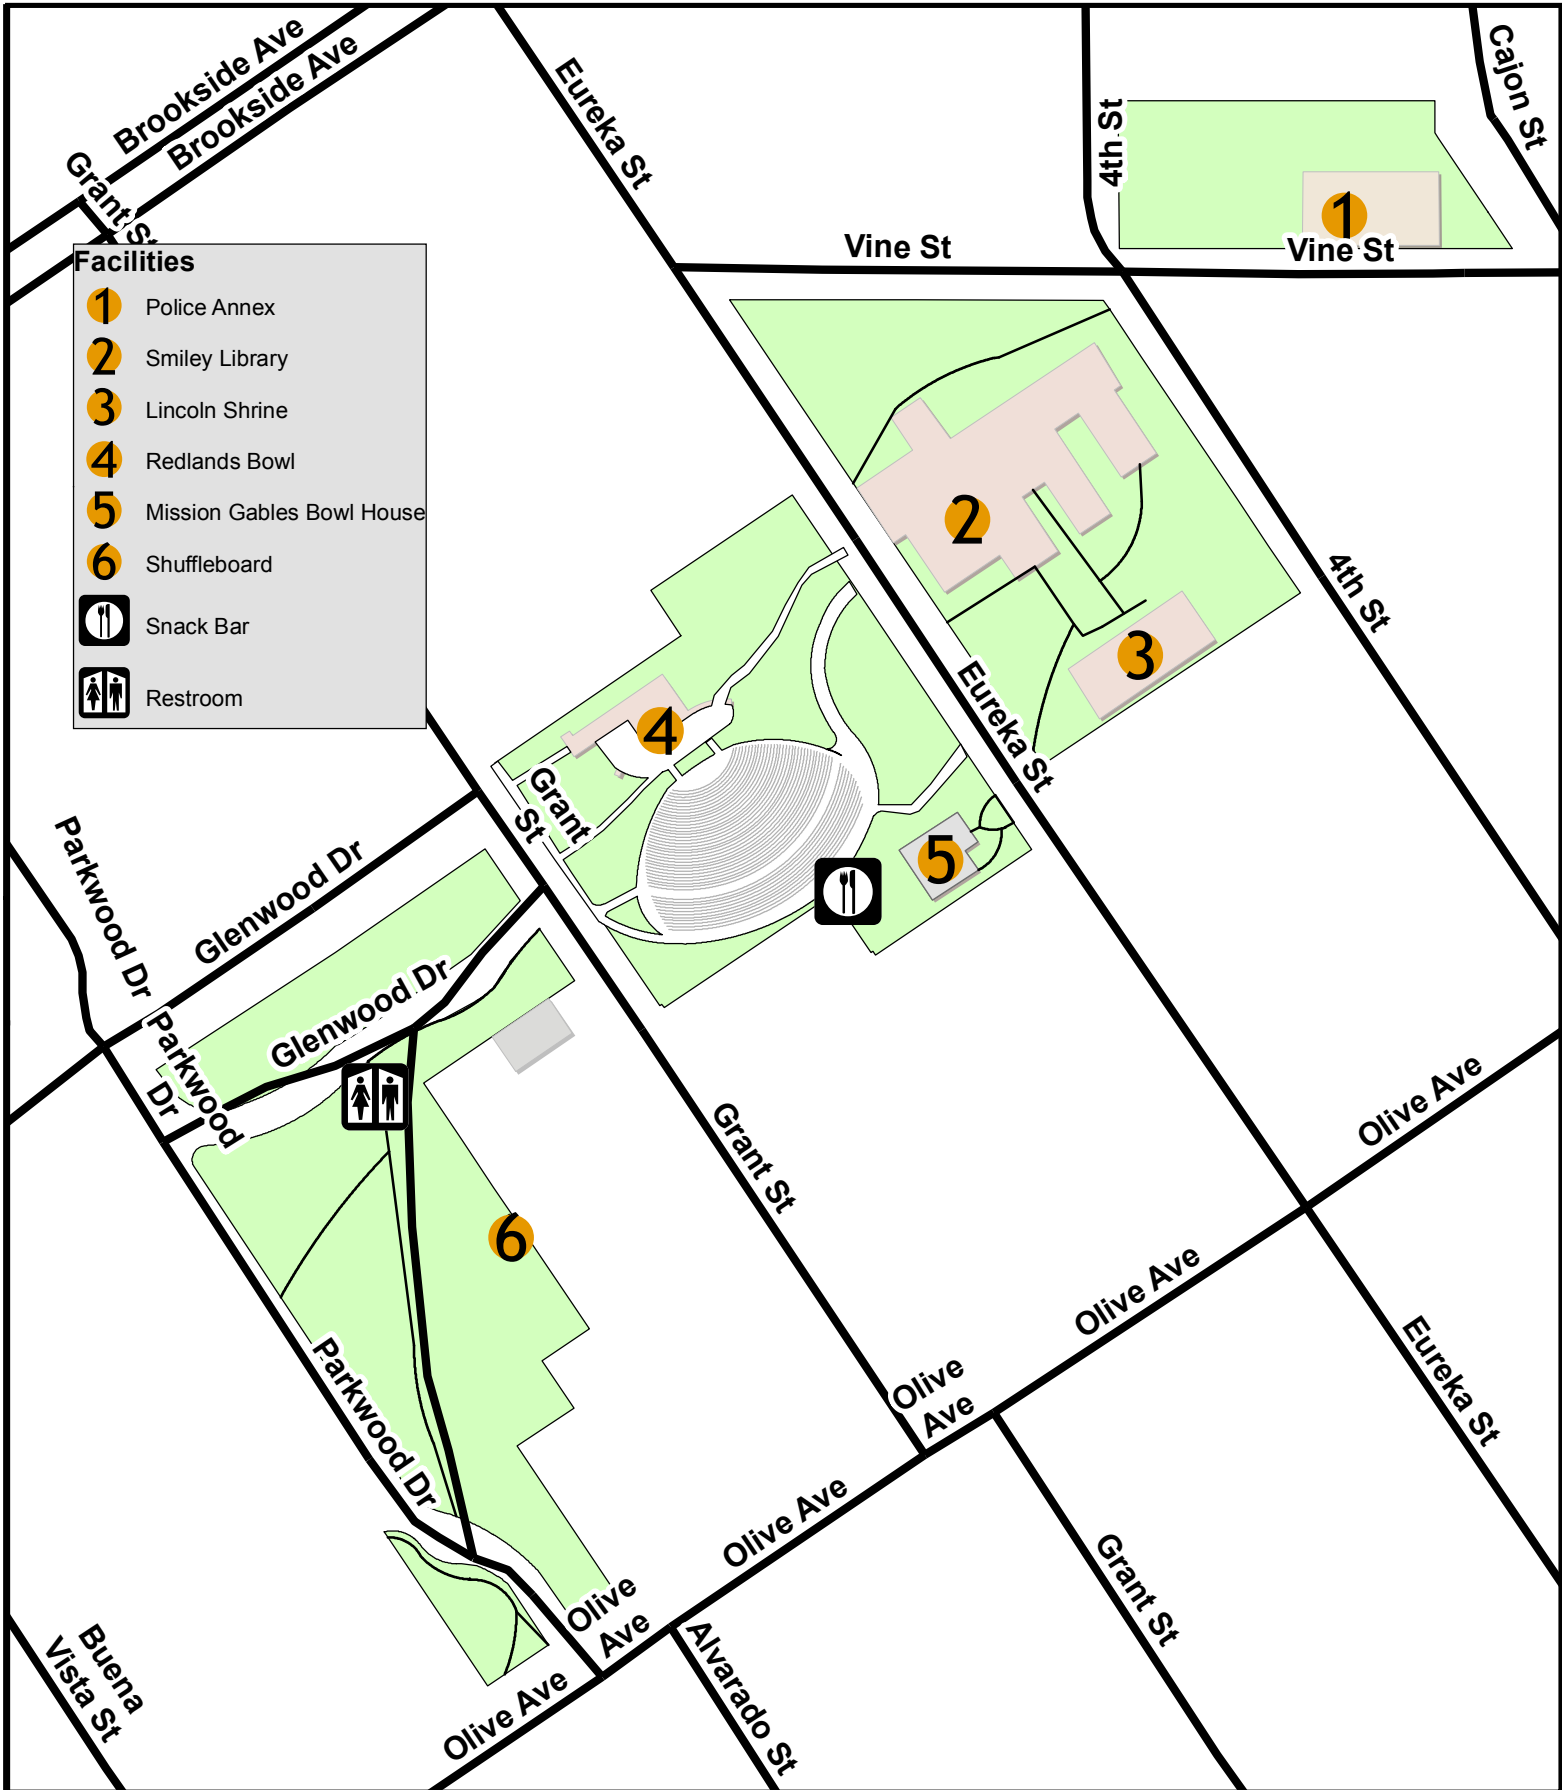 Brookside Ave
Brookside Ave
Grant St
Eureka St
4th St
Cajon St
1
Vine St
Vine St
Facilities
1 Police Annex
2 Smiley Library
3 Lincoln Shrine
4 Redlands Bowl
5 Mission Gables Bowl House
6 Shuffleboard
Snack Bar
Restroom
2
3
4th St
Eureka St
4
Grant
St
5
Parkwood Dr
Glenwood Dr
Glenwood Dr
Parkwood
Dr
Grant St
Olive Ave
6
Olive Ave
Parkwood Dr
Olive
Ave
Eureka St
Olive Ave
Grant St
Olive
Ave
Buena
Vista St
Olive Ave
Alvarado St